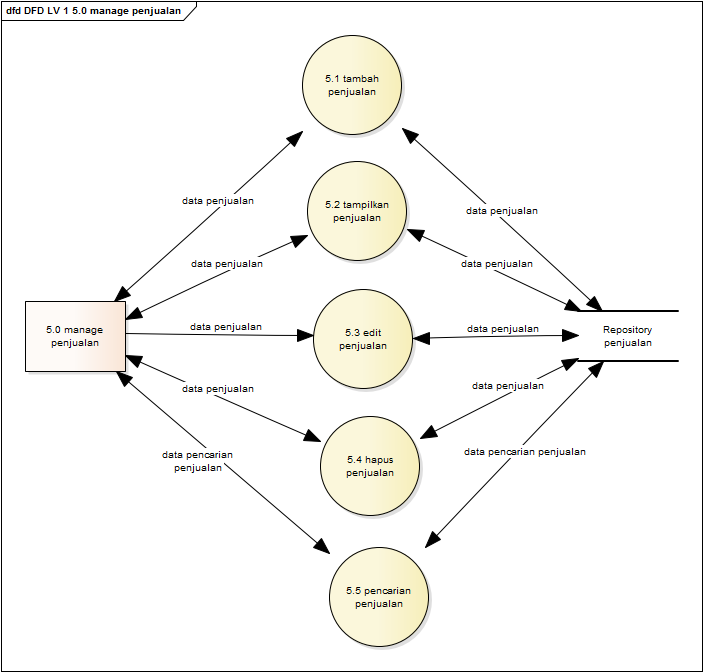 dfd DFD LV 1 5.0 manage penjualan
5.1 tambah
penjualan
data penjualan
data penjualan
5.2 tampilkan
penjualan
data penjualan
data penjualan
5.0 manage
penjualan
data penjualan
5.3 edit
penjualan
data penjualan
Repository
penjualan
data penjualan
data penjualan
5.4 hapus
penjualan
data pencarian
penjualan
data pencarian penjualan
5.5 pencarian
penjualan